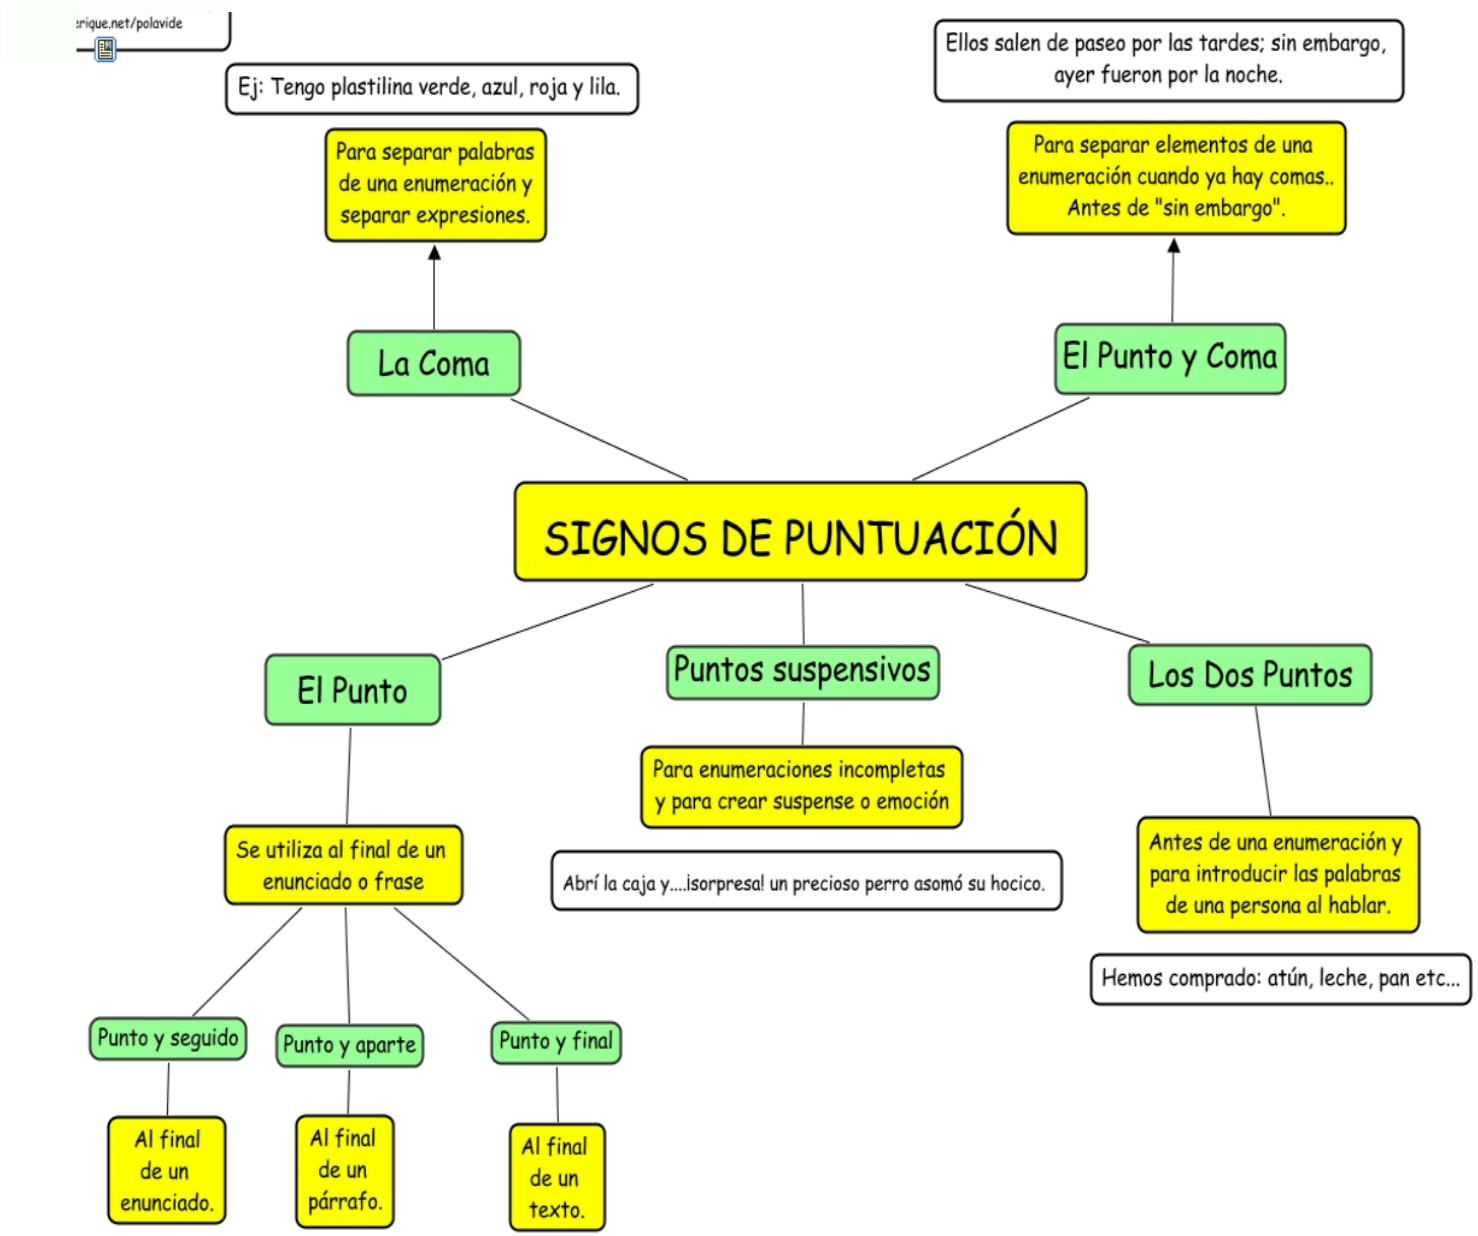 erique.net/polavide
Ej: Tengo plastilina verde, azul, roja y lila.
Para separar palabras
de una enumeración y
separar expresiones.
La Coma
Ellos salen de paseo por las tardes; sin embargo,
ayer fueron por la noche.
Para separar elementos de una
enumeración cuando ya hay comas..
Antes de "sin embargo".
El Punto y Coma
SIGNOS DE PUNTUACIÓN
El Punto
Se utiliza al final de un
enunciado o frase
Punto y seguido
Al final
de un
enunciado.
Punto y aparte
Al final
de un
párrafo.
Punto y final
Al final
de un
texto.
Puntos suspensivos
Para enumeraciones incompletas
y para crear suspense o emoción
Abrí la caja y....¡sorpresa! un precioso perro asomó su hocico.
Los Dos Puntos
Antes de una enumeración y
para introducir las palabras
de una persona al hablar.
Hemos comprado: atún, leche, pan etc...